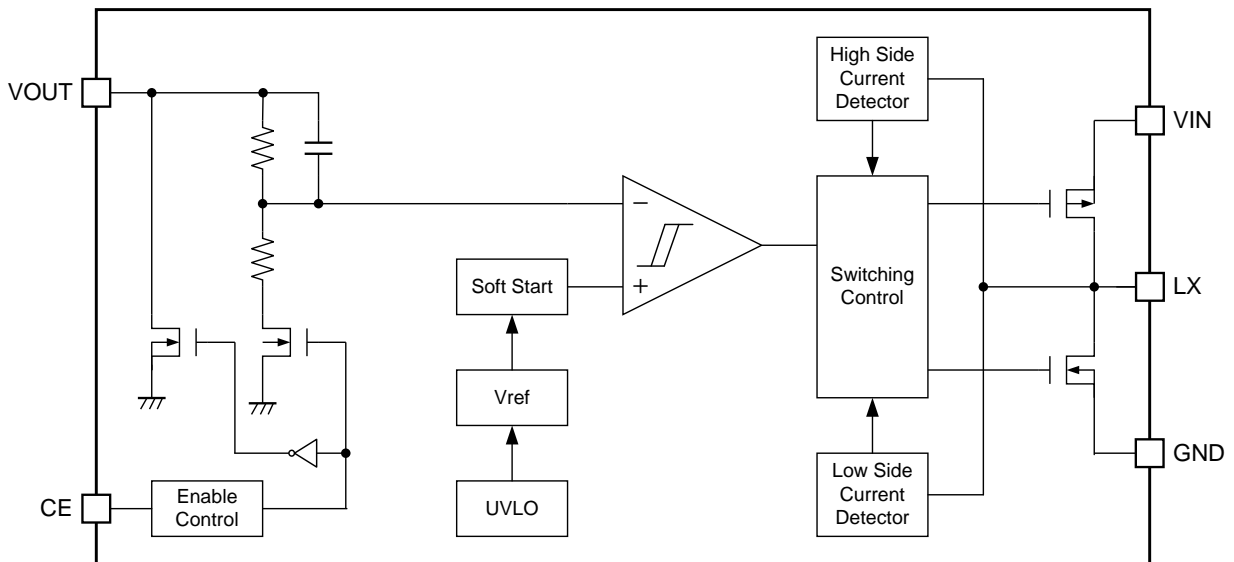 High Side
Current
Detector
VOUT
VIN
−
Soft Start
+
Switching
Control
LX
Vref
GND
Enable
Control
CE
UVLO
Low Side
Current
Detector